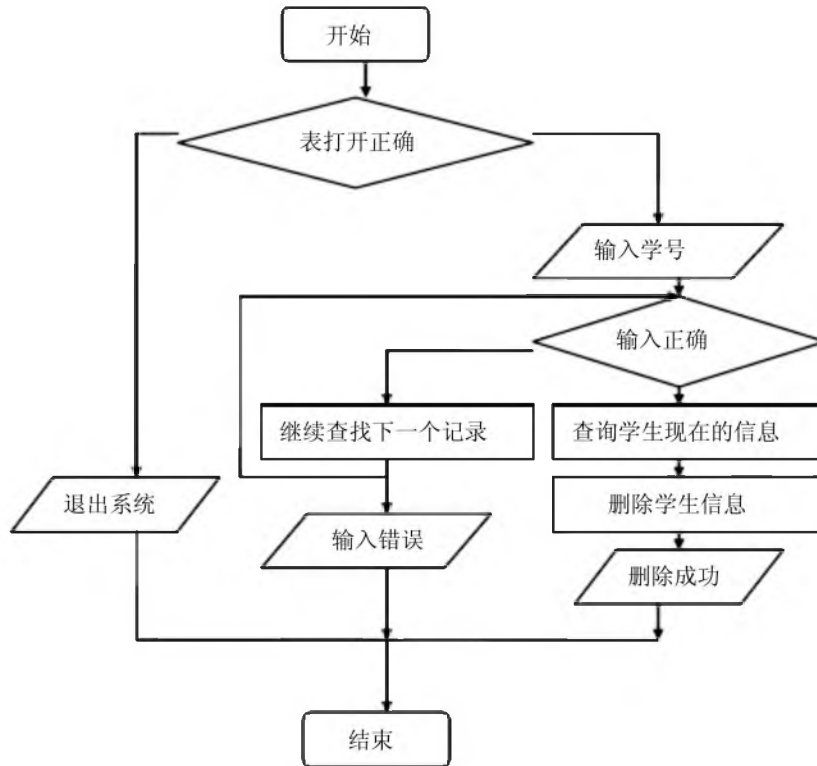 开始
表打开正确
输入学号
输入正确
继续查找下一个记录
查询学生现在的信息
退出系统
删除学生信息
输入错误
删除成功
结束